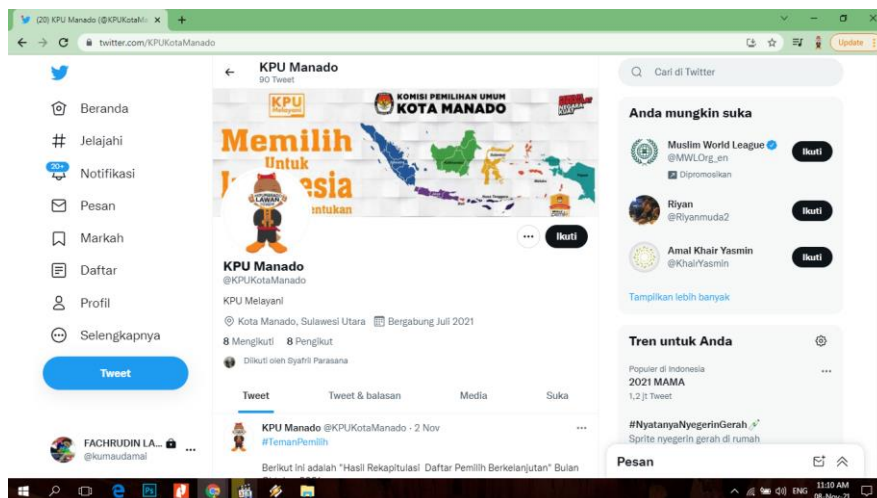 (20) KPU Manado (@KPUKotaMa
twitter.com/KPUKotaManado
Update
Beranda
Jelajahi
20+
Notifikasi
Pesan
Markah
Daftar
Profil
Selengkapnya
Tweet
FACHRUDIN LA...
@kumaudamai
KPU Manado
90 Tweet
KPU
Melayani
KOMISI PEMILIHAN UMUM
KOTA MANADO
Memilih
Untuk
LAWAN
KPU Manado
@KPUKotaManado
Ikuti
KPU Melayani
Kota Manado, Sulawesi Utara Bergabung Juli 2021
8 Mengikuti 8 Pengikut
Diikuti oleh Syafril Parasana
Tweet Tweet & balasan Media Suka
KPU Manado @KPUKotaManado · 2 Nov
#TemanPemilih
Berikut ini adalah "Hasil Rekapitulasi Daftar Pemilih Berkelanjutan" Bulan
Cari di Twitter
Anda mungkin suka
Muslim World League
@MWLOrg_en
Ikuti
Dipromosikan
Riyan
@Riyanmuda2
Ikuti
Amal Khair Yasmin
@KhairYasmin
Ikuti
Tampilkan lebih banyak
Tren untuk Anda
Populer di Indonesia
2021 MAMA
1,2 jt Tweet
#NyatanyaNyegerinGerah
Sprite nyegerin gerah di rumah
Pesan
ENG
11:10 AM
08-Nov-21